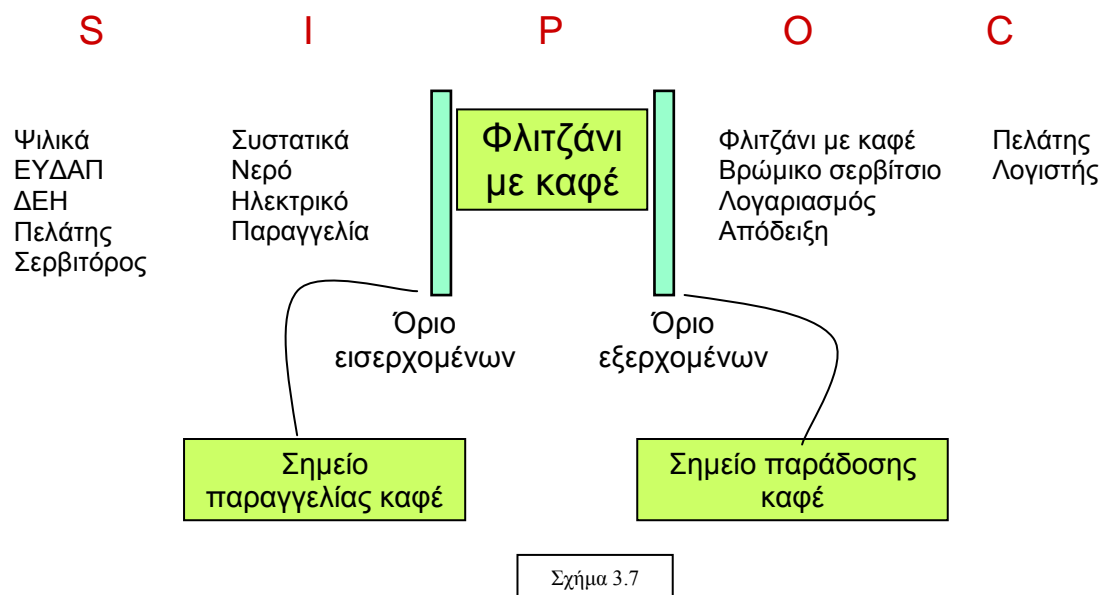 S I P O C
Ψιλικά
ΕΥΔΑΠ
ΔΕΗ
Πελάτης
Σερβιτόρος
Συστατικά
Νερό
Ηλεκτρικό
Παραγγελία
Φλιτζάνι
με καφέ
Φλιτζάνι με καφέ
Βρώμικο σερβίτσιο
Λογαριασμός
Απόδειξη
Πελάτης
Λογιστής
Όριο
εισερχομένων
Όριο
εξερχομένων
Σημείο
παραγγελίας καφέ
Σημείο παράδοσης
καφέ
Σχήμα 3.7